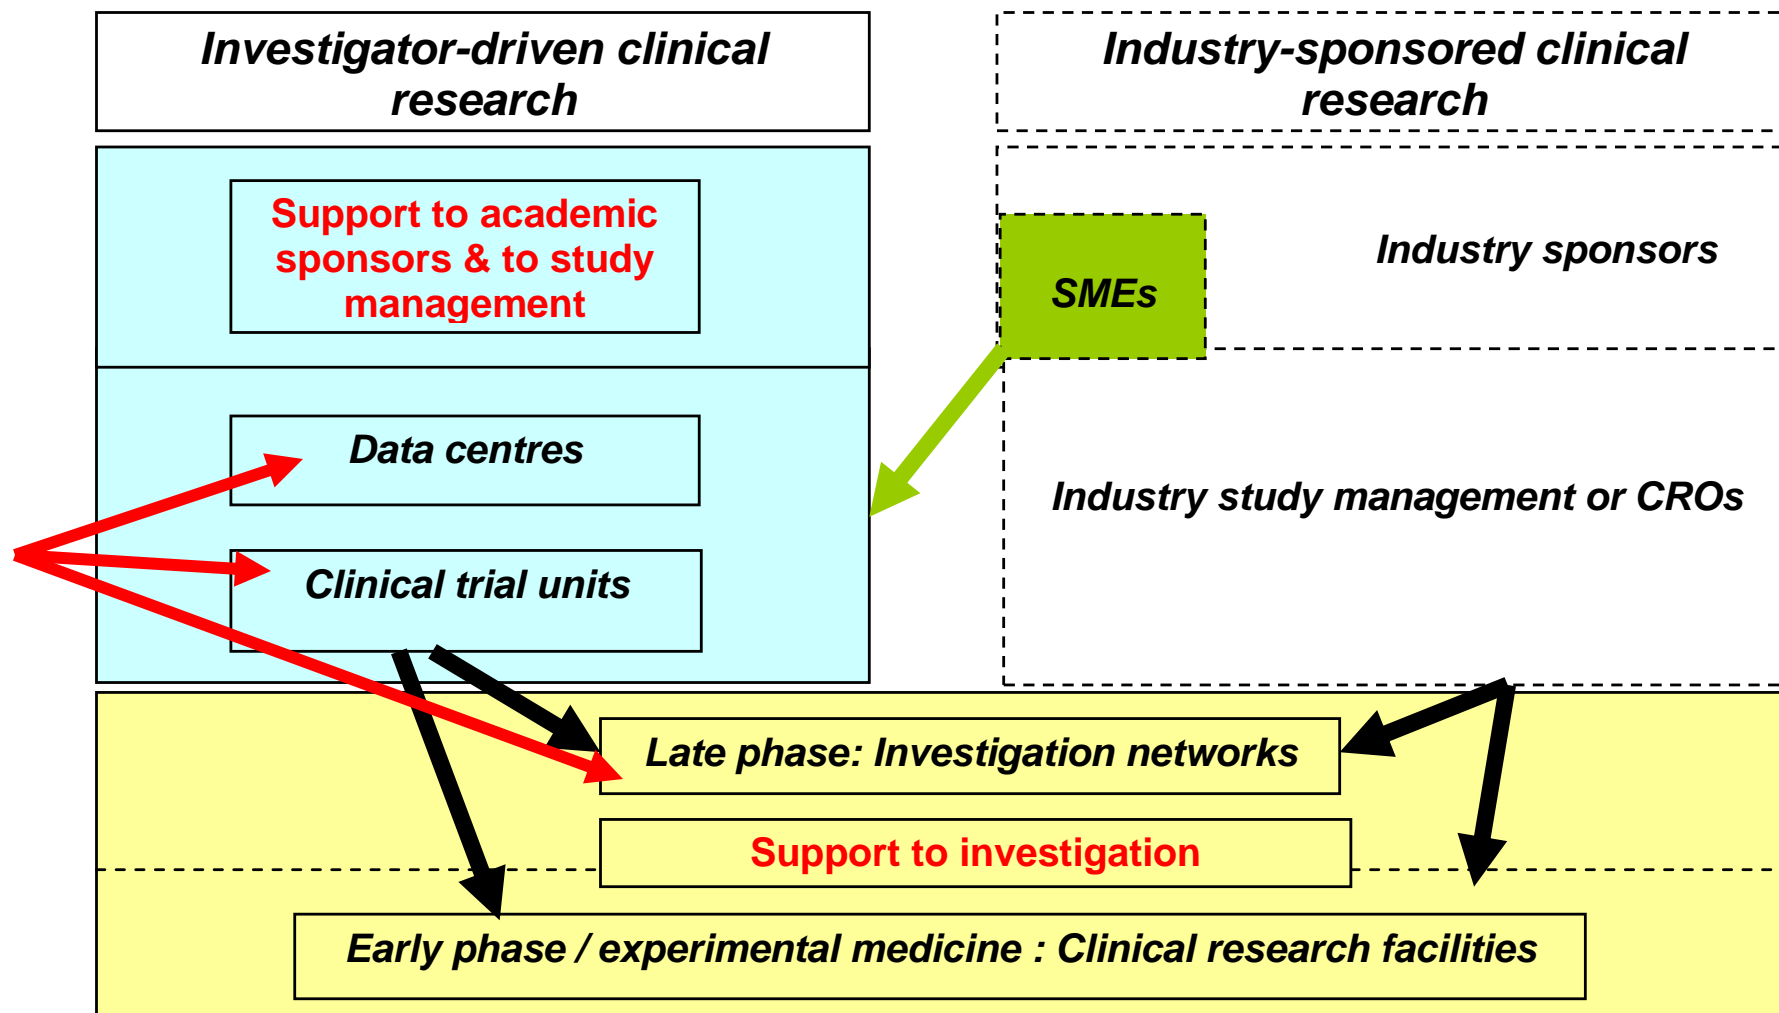 Investigator-driven clinical
research
Industry-sponsored clinical
research
Support to academic
sponsors & to study
management
Industry sponsors
SMEs
Data centres
Industry study management or CROs
Clinical trial units
Late phase: Investigation networks
Support to investigation
Early phase / experimental medicine : Clinical research facilities